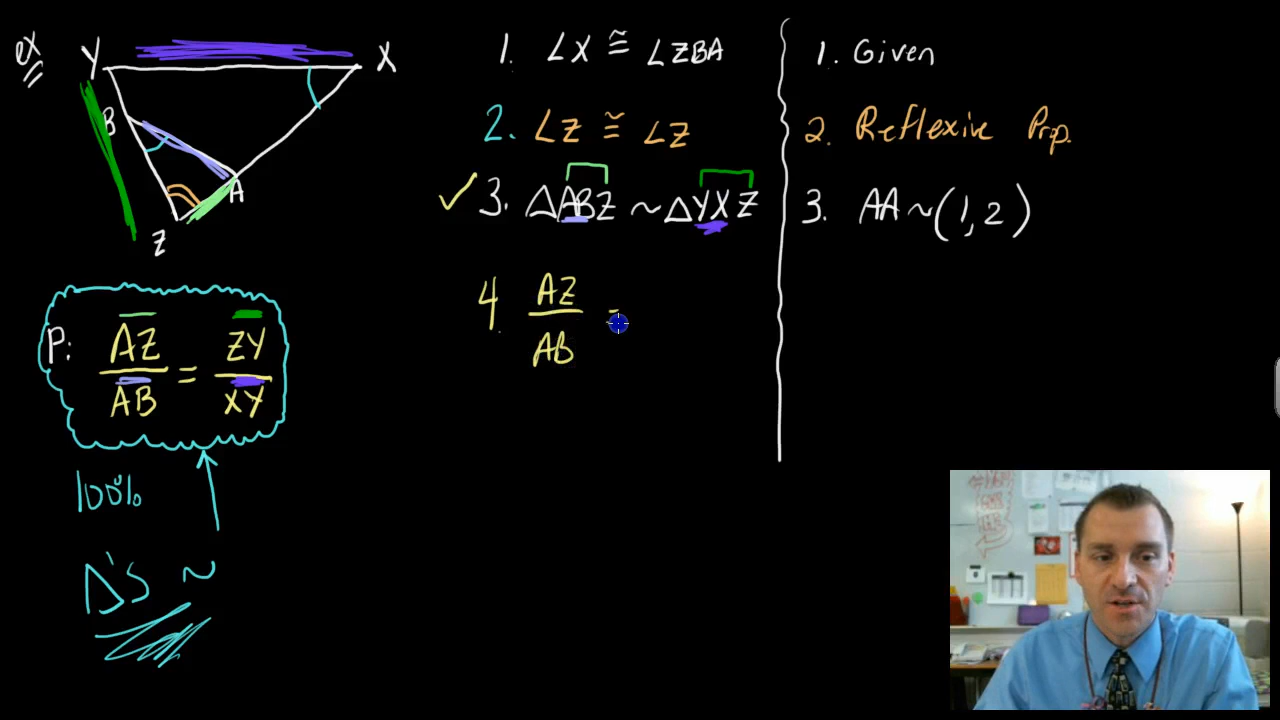 ex
Y
X
B
A
Z
1. ∠X ≅ ∠ZBA
1. Given
2. ∠Z ≅ ∠Z
2. Reflexive Prp.
✓ 3. △ABZ ~ △YXZ
3. AA~(1,2)
4. AZ/AB =
P: AZ/AB = ZY/XY
100%
△'s ~